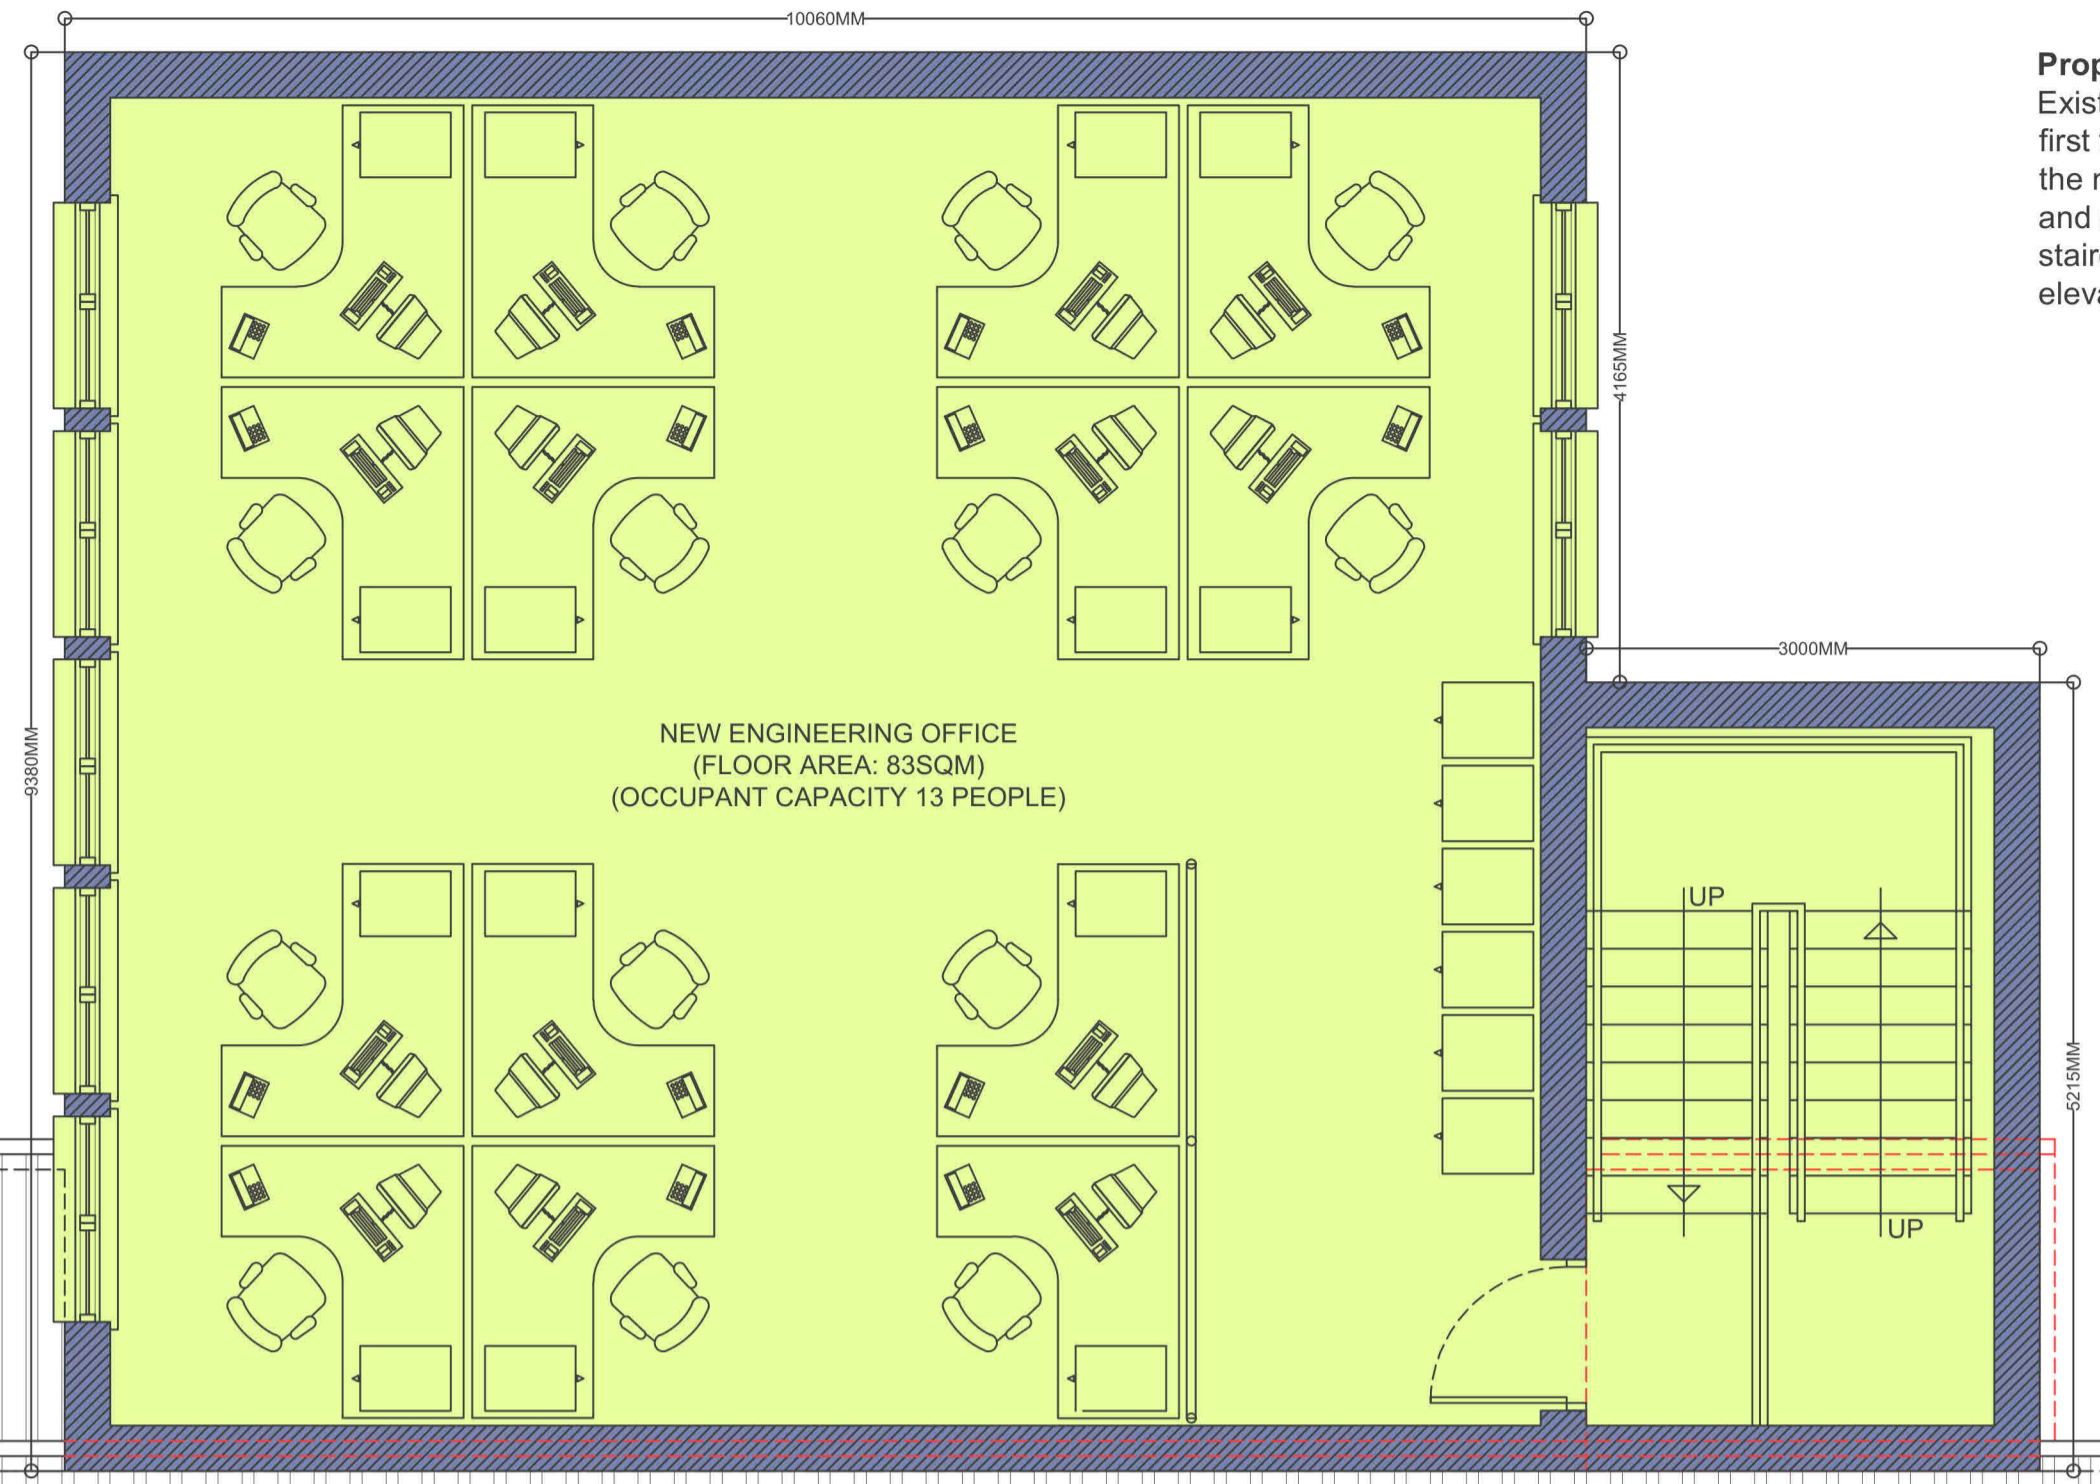 10060MM
Prop
Exist
first
the
and
stair
eleva
4165MM
3000MM
9380MM
NEW ENGINEERING OFFICE
(FLOOR AREA: 83SQM)
(OCCUPANT CAPACITY 13 PEOPLE)
UP
5215MM
UP